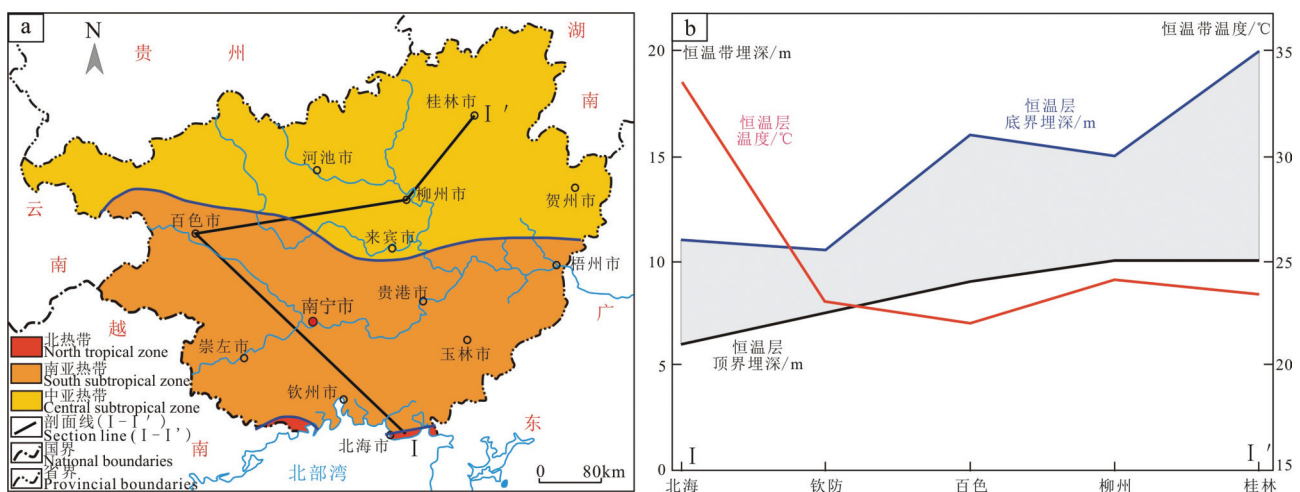 a
N
贵 州
湖
南
桂林市
I′
河池市
柳州市
贺州市
云
南
百色市
来宾市
梧州市
贵港市
南宁市
广
越
崇左市
玉林市
钦州市
东
南
北海市
I
北部湾
0 80km
北热带
North tropical zone
南亚热带
South subtropical zone
中亚热带
Central subtropical zone
剖面线(I-I′)
Section line (I-I′)
国界
National boundaries
省界
Provincial boundaries
b
恒温带埋深/m
恒温带温度/℃
20
15
10
5
0
35
30
25
20
15
恒温层
温度/℃
恒温层
底界埋深/m
恒温层
顶界埋深/m
I
I′
北海
钦防
百色
柳州
桂林